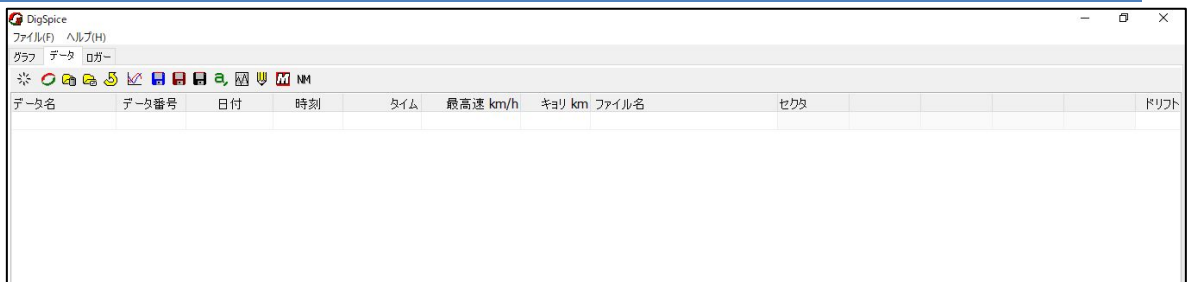 DigSpice
ファイル(F) ヘルプ(H)
グラフ データ ロガー
a, M NM
データ名 データ番号 日付 時刻 タイム 最高速 km/h キョリ km ファイル名 セクタ ドリフト